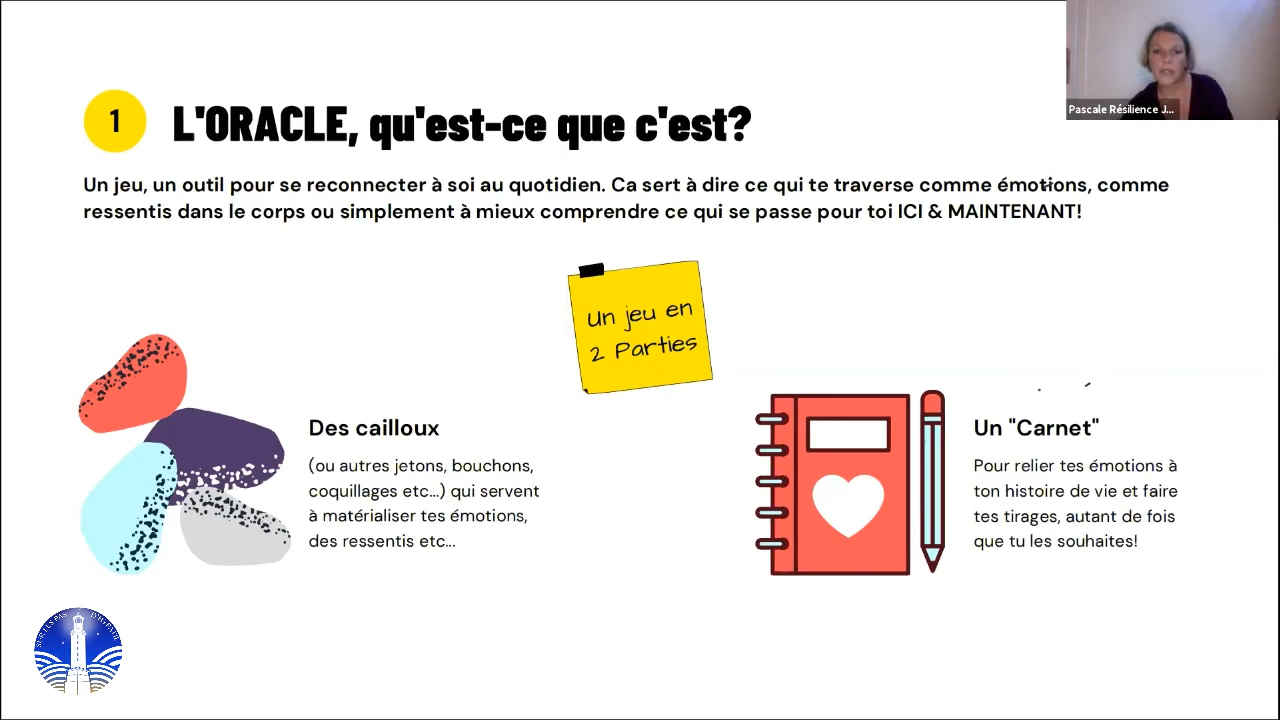 Pascale Résilience J...
1
L'ORACLE, qu'est-ce que c'est?
Un jeu, un outil pour se reconnecter à soi au quotidien. Ca sert à dire ce qui te traverse comme émotions, comme
ressentis dans le corps ou simplement à mieux comprendre ce qui se passe pour toi ICI & MAINTENANT!
Un jeu en
2 Parties
Des cailloux
(ou autres jetons, bouchons,
coquillages etc...) qui servent
à matérialiser tes émotions,
des ressentis etc...
Un "Carnet"
Pour relier tes émotions à
ton histoire de vie et faire
tes tirages, autant de fois
que tu les souhaites!